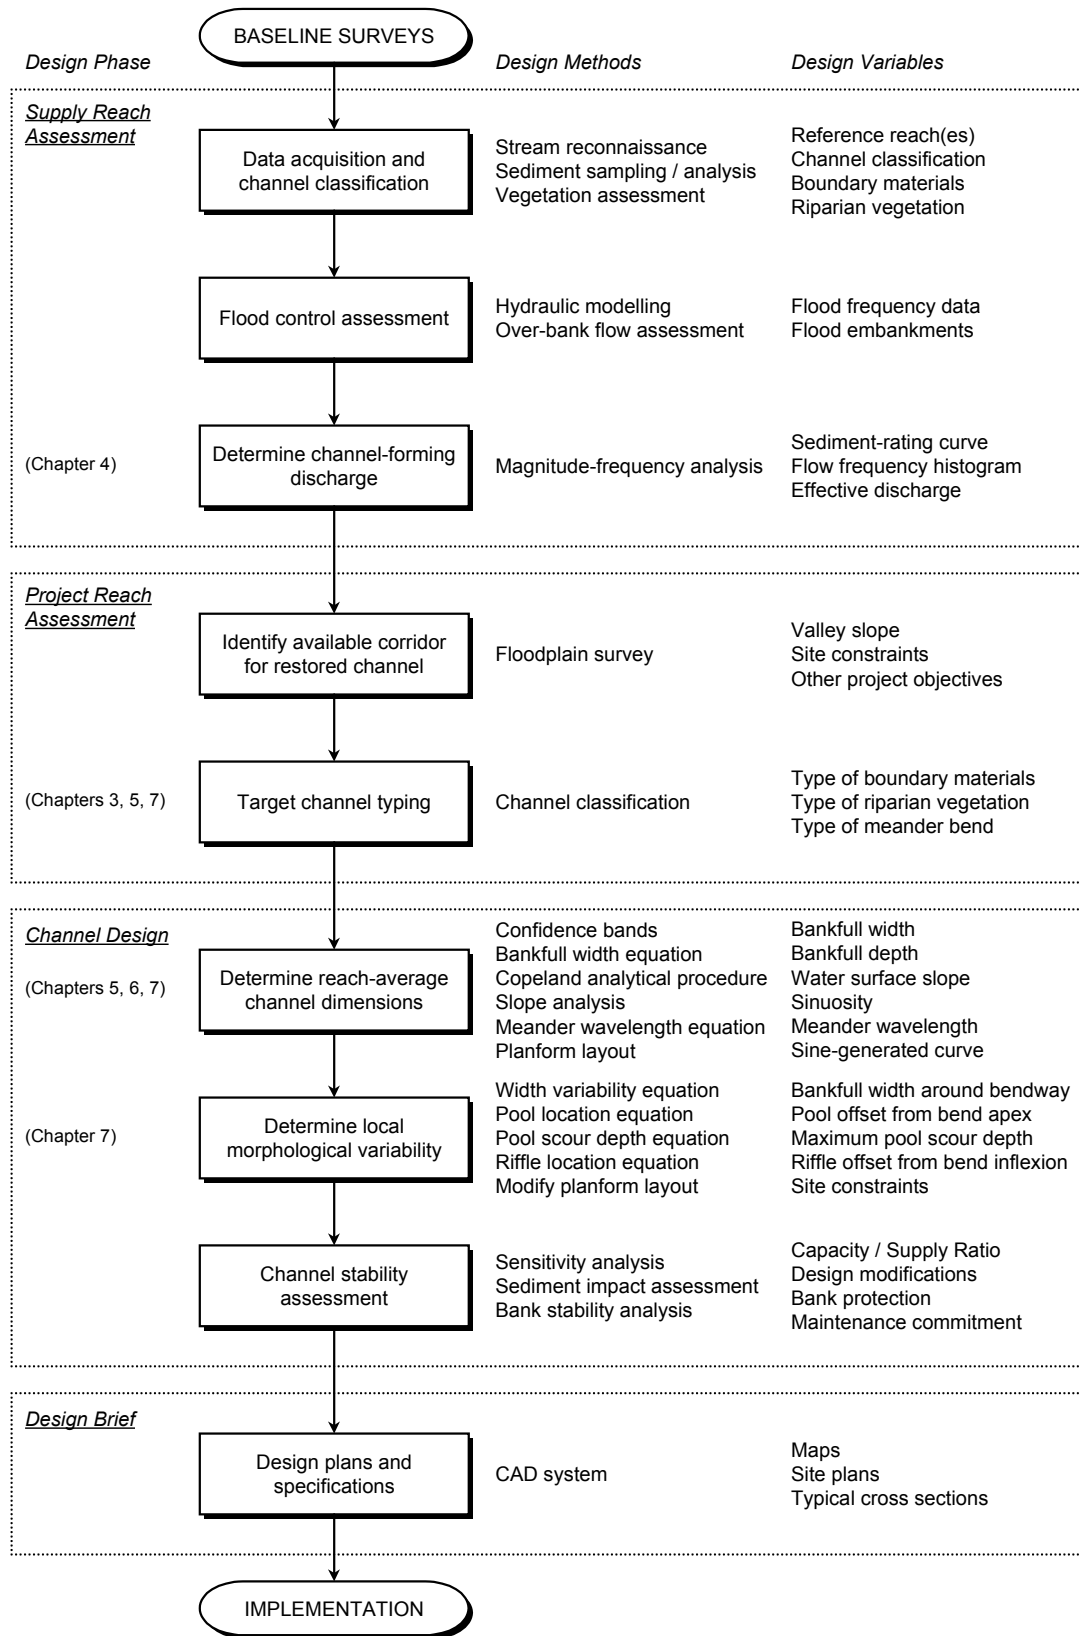 BASELINE SURVEYS
Design Phase
Design Methods
Design Variables
Supply Reach
Assessment
Data acquisition and
channel classification
Stream reconnaissance
Sediment sampling / analysis
Vegetation assessment
Reference reach(es)
Channel classification
Boundary materials
Riparian vegetation
Flood control assessment
Hydraulic modelling
Over-bank flow assessment
Flood frequency data
Flood embankments
(Chapter 4)
Determine channel-forming
discharge
Magnitude-frequency analysis
Sediment-rating curve
Flow frequency histogram
Effective discharge
Project Reach
Assessment
Identify available corridor
for restored channel
Floodplain survey
Valley slope
Site constraints
Other project objectives
(Chapters 3, 5, 7)
Target channel typing
Channel classification
Type of boundary materials
Type of riparian vegetation
Type of meander bend
Channel Design
(Chapters 5, 6, 7)
Determine reach-average
channel dimensions
Confidence bands
Bankfull width equation
Copeland analytical procedure
Slope analysis
Meander wavelength equation
Planform layout
Bankfull width
Bankfull depth
Water surface slope
Sinuosity
Meander wavelength
Sine-generated curve
(Chapter 7)
Determine local
morphological variability
Width variability equation
Pool location equation
Pool scour depth equation
Riffle location equation
Modify planform layout
Bankfull width around bendway
Pool offset from bend apex
Maximum pool scour depth
Riffle offset from bend inflexion
Site constraints
Channel stability
assessment
Sensitivity analysis
Sediment impact assessment
Bank stability analysis
Capacity / Supply Ratio
Design modifications
Bank protection
Maintenance commitment
Design Brief
Design plans and
specifications
CAD system
Maps
Site plans
Typical cross sections
IMPLEMENTATION